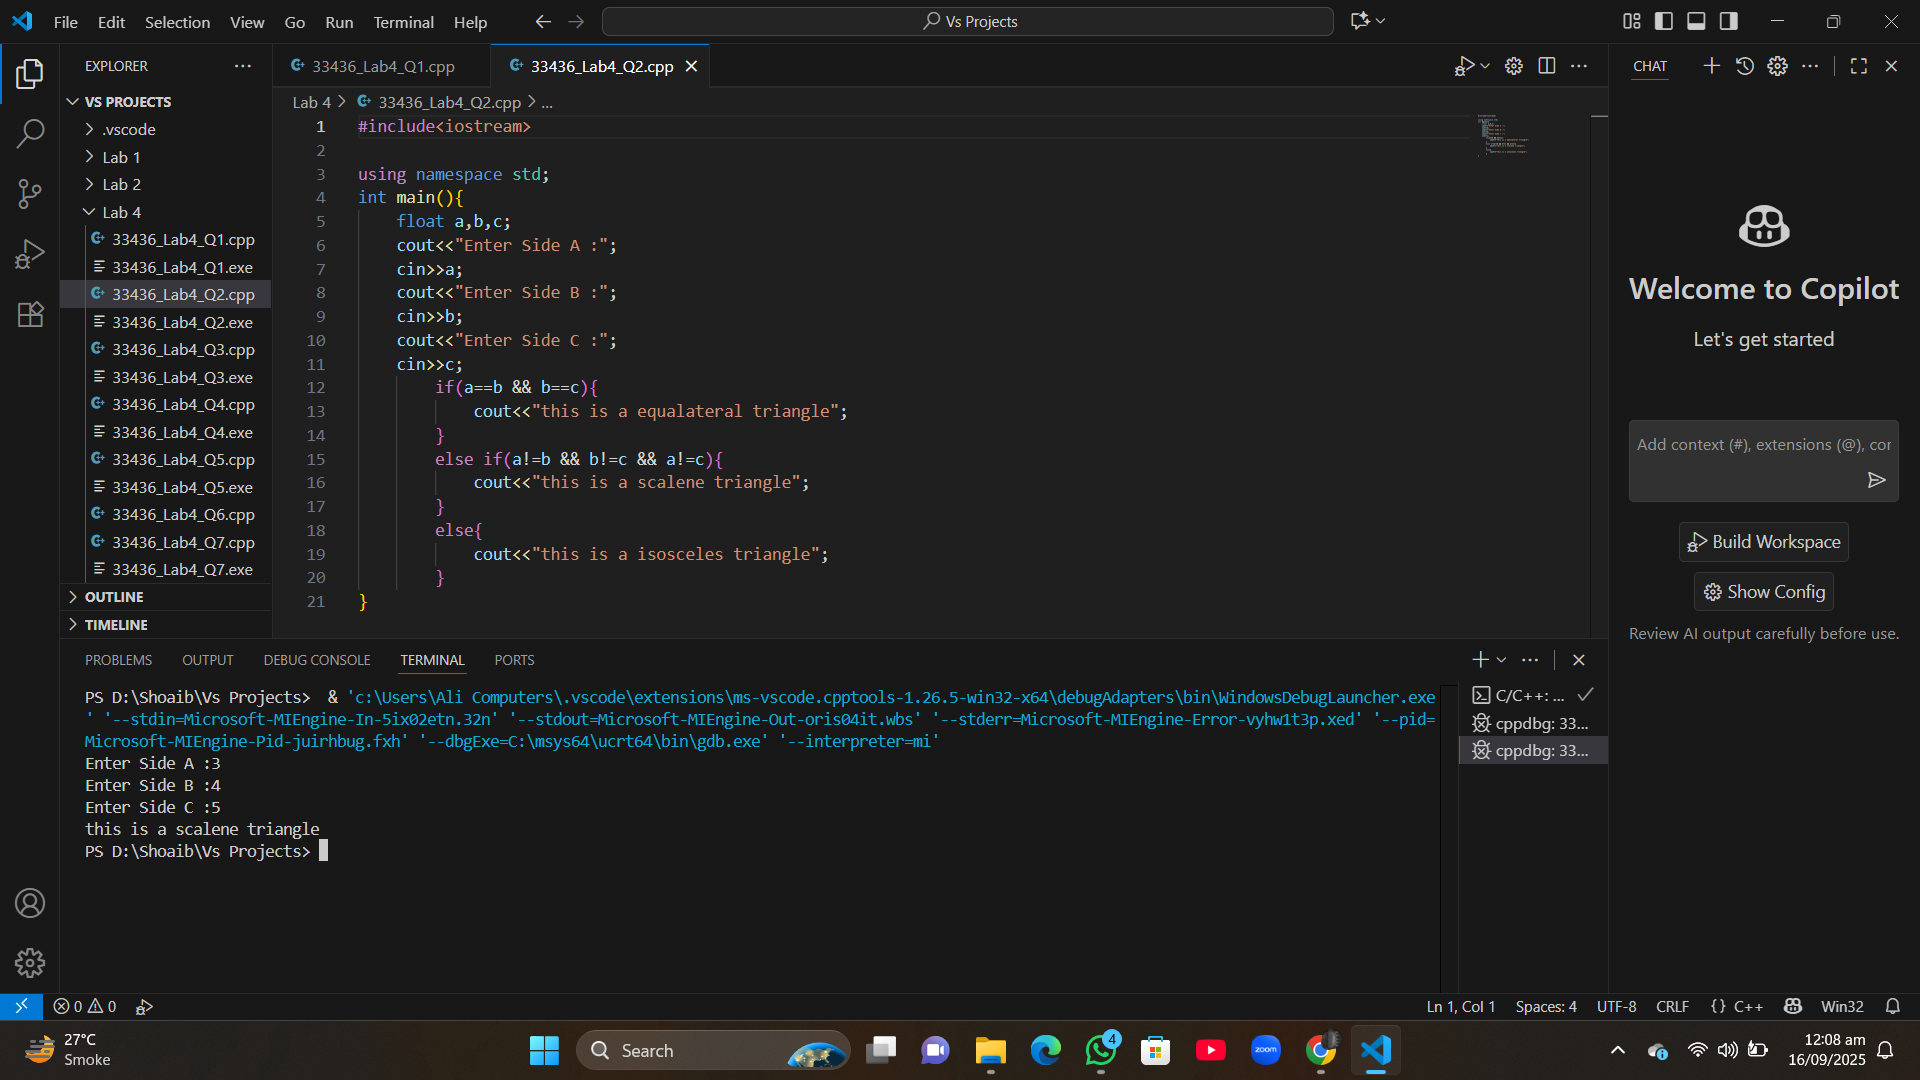 File Edit Selection View Go Run Terminal Help
Vs Projects
EXPLORER
VS PROJECTS
.vscode
Lab 1
Lab 2
Lab 4
33436_Lab4_Q1.cpp
33436_Lab4_Q1.exe
33436_Lab4_Q2.cpp
33436_Lab4_Q2.exe
33436_Lab4_Q3.cpp
33436_Lab4_Q3.exe
33436_Lab4_Q4.cpp
33436_Lab4_Q4.exe
33436_Lab4_Q5.cpp
33436_Lab4_Q5.exe
33436_Lab4_Q6.cpp
33436_Lab4_Q7.cpp
33436_Lab4_Q7.exe
OUTLINE
TIMELINE
33436_Lab4_Q1.cpp 33436_Lab4_Q2.cpp
Lab 4 > 33436_Lab4_Q2.cpp > ...
1 #include<iostream>
2
3 using namespace std;
4 int main(){
5 float a,b,c;
6 cout<<"Enter Side A :";
7 cin>>a;
8 cout<<"Enter Side B :";
9 cin>>b;
10 cout<<"Enter Side C :";
11 cin>>c;
12 if(a==b && b==c){
13 cout<<"this is a equalateral triangle";
14 }
15 else if(a!=b && b!=c && a!=c){
16 cout<<"this is a scalene triangle";
17 }
18 else{
19 cout<<"this is a isosceles triangle";
20 }
21 }
PROBLEMS OUTPUT DEBUG CONSOLE TERMINAL PORTS
PS D:\Shoaib\Vs Projects> & 'c:\Users\Ali Computers\.vscode\extensions\ms-vscode.cpptools-1.26.5-win32-x64\debugAdapters\bin\WindowsDebugLauncher.exe
' '--stdin=Microsoft-MIEngine-In-5ix02etn.32n' '--stdout=Microsoft-MIEngine-Out-oris04it.wbs' '--stderr=Microsoft-MIEngine-Error-vyhw1t3p.xed' '--pid=
Microsoft-MIEngine-Pid-juirhbug.fxh' '--dbgExe=C:\msys64\ucrt64\bin\gdb.exe' '--interpreter=mi'
Enter Side A :3
Enter Side B :4
Enter Side C :5
this is a scalene triangle
PS D:\Shoaib\Vs Projects>
C/C++: ...
cppdbg: 33...
cppdbg: 33...
CHAT
Welcome to Copilot
Let's get started
Add context (#), extensions (@), cor
Build Workspace
Show Config
Review AI output carefully before use.
0 0
Ln 1, Col 1 Spaces: 4 UTF-8 CRLF {} C++ Win32
27°C
Smoke
Search
4
zoom
12:08 am
16/09/2025